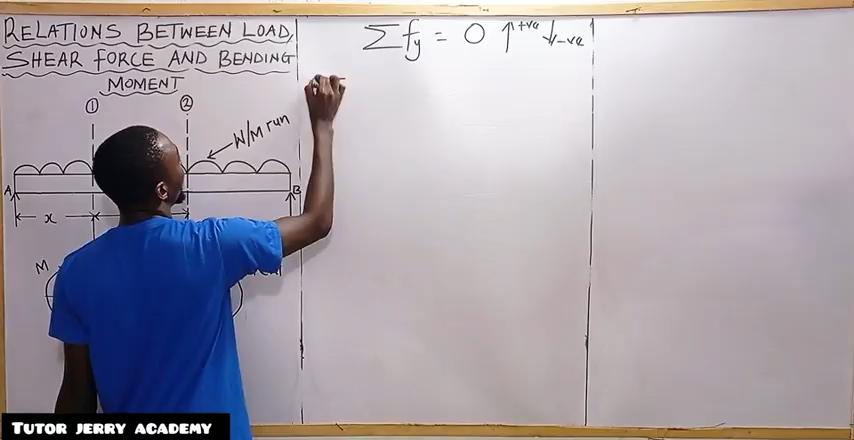 RELATIONS BETWEEN LOAD,
SHEAR FORCE AND BENDING
MOMENT
① ②
W/M run
A B
x
M
Σfy = 0 ↑+ve ↓-ve
TUTOR JERRY ACADEMY